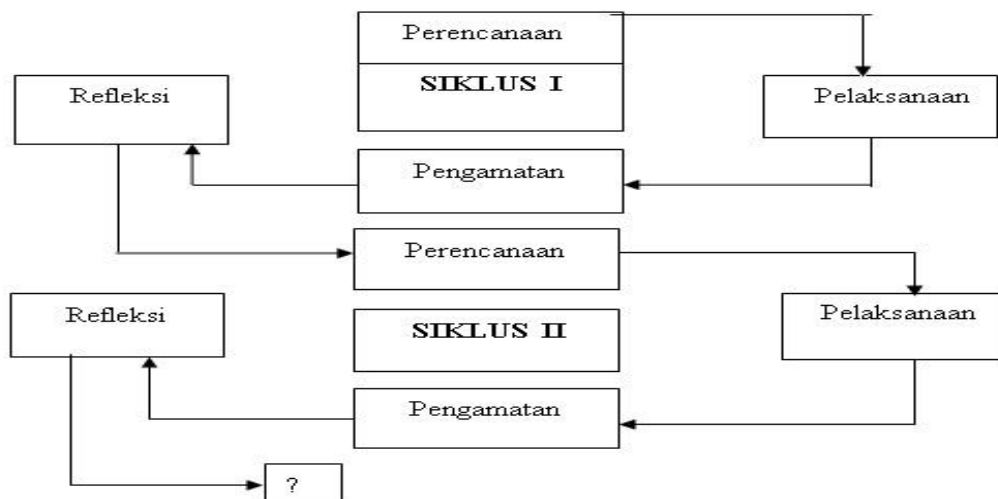 Perencanaan
SIKLUS I
Refleksi
Pelaksanaan
Pengamatan
Perencanaan
Refleksi
SIKLUS II
Pelaksanaan
Pengamatan
?